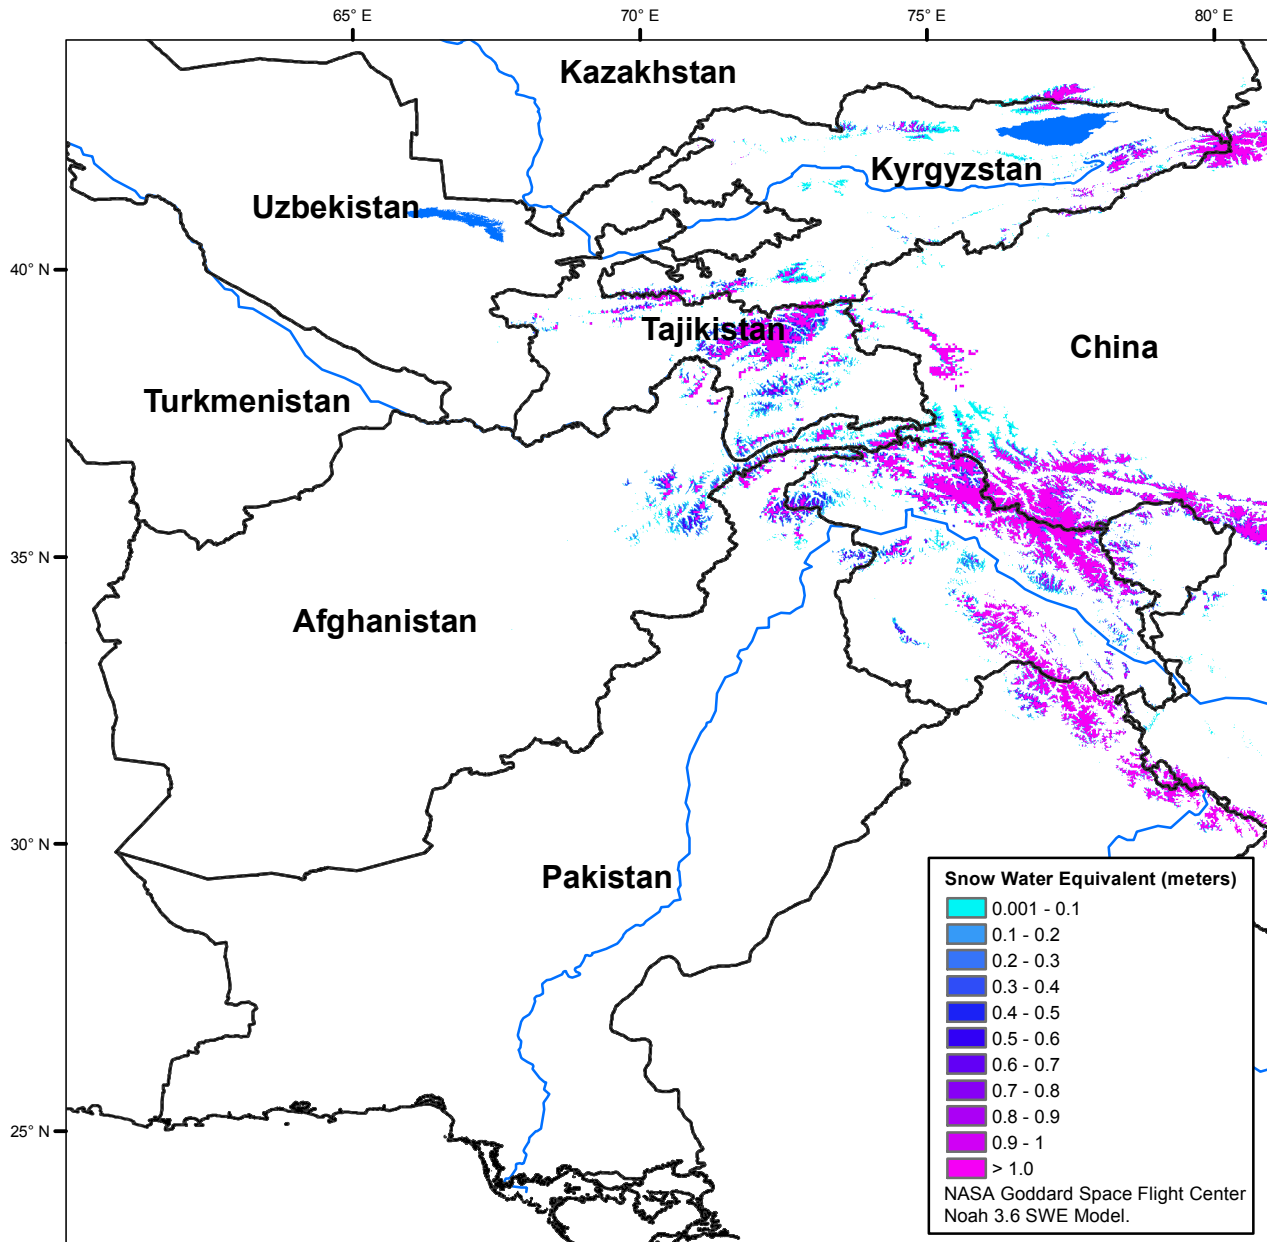 65° E
70° E
75° E
80° E
Kazakhstan
Kyrgyzstan
Uzbekistan
40° N
Tajikistan
China
Turkmenistan
35° N
Afghanistan
30° N
Pakistan
25° N
Snow Water Equivalent (meters)
0.001 - 0.1
0.1 - 0.2
0.2 - 0.3
0.3 - 0.4
0.4 - 0.5
0.5 - 0.6
0.6 - 0.7
0.7 - 0.8
0.8 - 0.9
0.9 - 1
> 1.0
NASA Goddard Space Flight Center
Noah 3.6 SWE Model.